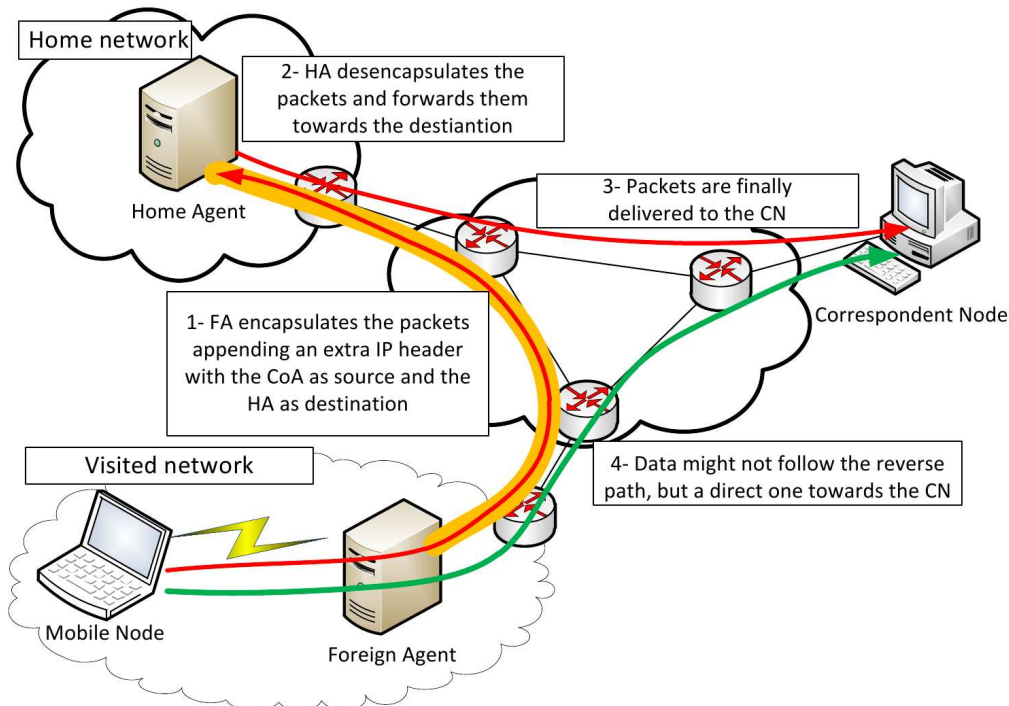 Home network
2- HA desencapsulates the
packets and forwards them
towards the destiantion
Home Agent
3- Packets are finally
delivered to the CN
Correspondent Node
1- FA encapsulates the packets
appending an extra IP header
with the CoA as source and the
HA as destination
Visited network
4- Data might not follow the reverse
path, but a direct one towards the CN
Mobile Node
Foreign Agent